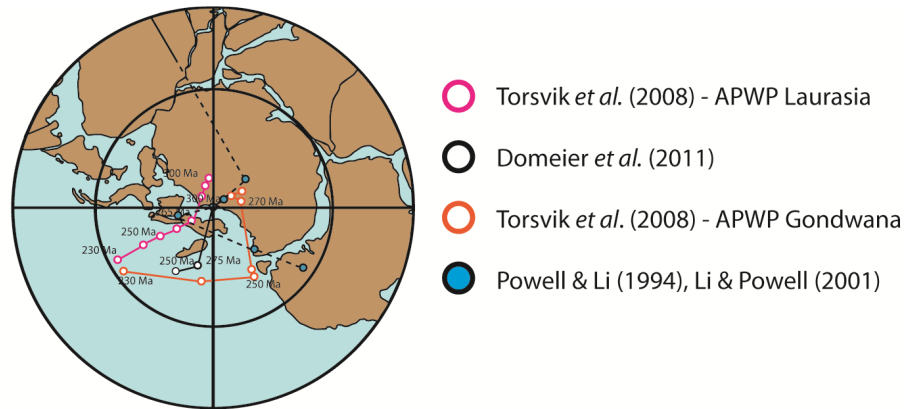 Torsvik et al. (2008) - APWP Laurasia
Domeier et al. (2011)
Torsvik et al. (2008) - APWP Gondwana
Powell & Li (1994), Li & Powell (2001)
300 Ma
300 Ma
270 Ma
250 Ma
230 Ma
250 Ma
275 Ma
230 Ma
250 Ma